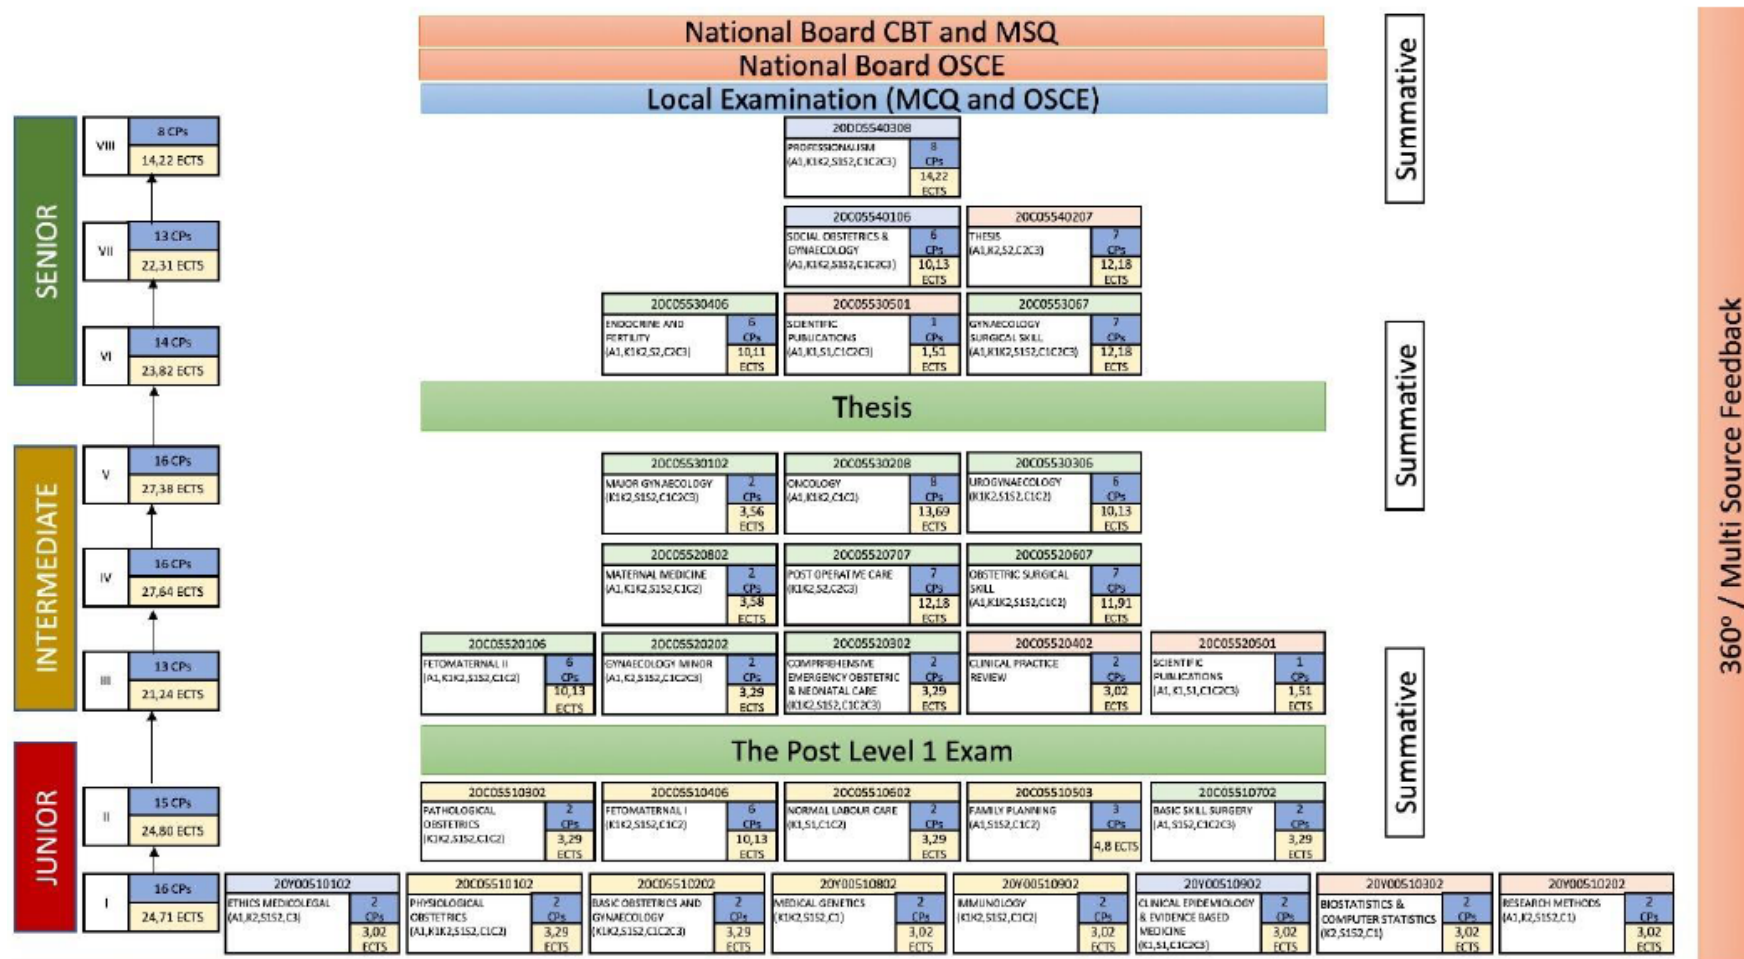 National Board CBT and MSQ
National Board OSCE
Local Examination (MCQ and OSCE)
Summative
SENIOR
VIII
8 CPs
14,22 ECTS
20D05540308
PROFESSIONALISM
(A1,K1K2,S1S2,C1C2C3)
8
CPs
14,22
ECTS
VII
13 CPs
22,31 ECTS
20C05540106
SOCIAL OBSTETRICS &
GYNAECOLOGY
(A1,K1K2,S1S2,C1C2C3)
6
CPs
10,13
ECTS
20C05540207
THESIS
(A1,K2,S2,C2C3)
7
CPs
12,18
ECTS
VI
14 CPs
23,82 ECTS
20C05530406
ENDOCRINE AND
FERTILITY
(A1,K1K2,S2,C2C3)
6
CPs
10,11
ECTS
20C05530501
SCIENTIFIC
PUBLICATIONS
(A1,K1,S1,C1C2C3)
1
CPs
1,51
ECTS
20C0553067
GYNAECOLOGY
SURGICAL SKILL
(A1,K1K2,S1S2,C1C2C3)
7
CPs
12,18
ECTS
Summative
Thesis
INTERMEDIATE
V
16 CPs
27,38 ECTS
20C05530102
MAJOR GYNAECOLOGY
(K1K2,S1S2,C1C2C3)
2
CPs
3,56
ECTS
20C05530208
ONCOLOGY
(A1,K1K2,C1C2)
8
CPs
13,69
ECTS
20C05530306
UROGYNAECOLOGY
(K1K2,S1S2,C1C2)
6
CPs
10,13
ECTS
IV
16 CPs
27,64 ECTS
20C05520802
MATERNAL MEDICINE
(A1,K1K2,S1S2,C1C2)
2
CPs
3,58
ECTS
20C05520707
POST OPERATIVE CARE
(K1K2,S2,C2C3)
7
CPs
12,18
ECTS
20C05520607
OBSTETRIC SURGICAL
SKILL
(A1,K1K2,S1S2,C1C2)
7
CPs
11,91
ECTS
III
13 CPs
21,24 ECTS
20C05520106
FETOMATERNAL II
(A1,K1K2,S1S2,C1C2)
6
CPs
10,13
ECTS
20C05520202
GYNAECOLOGY MINOR
(A1,K2,S1S2,C1C2C3)
2
CPs
3,29
ECTS
20C05520302
COMPREHENSIVE
EMERGENCY OBSTETRIC
& NEONATAL CARE
(K1K2,S1S2,C1C2C3)
2
CPs
3,29
ECTS
20C05520402
CLINICAL PRACTICE
REVIEW
2
CPs
3,02
ECTS
20C05520501
SCIENTIFIC
PUBLICATIONS
(A1,K1,S1,C1C2C3)
1
CPs
1,51
ECTS
Summative
The Post Level 1 Exam
JUNIOR
II
15 CPs
24,80 ECTS
20C05510302
PATHOLOGICAL
OBSTETRICS
(K1K2,S1S2,C1C2)
2
CPs
3,29
ECTS
20C05510406
FETOMATERNAL I
(K1K2,S1S2,C1C2)
6
CPs
10,13
ECTS
20C05510602
NORMAL LABOUR CARE
(K1,S1,C1C2)
2
CPs
3,29
ECTS
20C05510503
FAMILY PLANNING
(A1,S1S2,C1C2)
3
CPs
4,8 ECTS
20C05510702
BASIC SKILL SURGERY
(A1,S1S2,C1C2C3)
2
CPs
3,29
ECTS
I
16 CPs
24,71 ECTS
20Y00510102
ETHICS MEDICOLEGAL
(A1,K2,S1S2,C3)
2
CPs
3,02
ECTS
20C05510102
PHYSIOLOGICAL
OBSTETRICS
(A1,K1K2,S1S2,C1C2)
2
CPs
3,29
ECTS
20C05510202
BASIC OBSTETRICS AND
GYNAECOLOGY
(K1K2,S1S2,C1C2C3)
2
CPs
3,29
ECTS
20Y00510802
MEDICAL GENETICS
(K1K2,S1S2,C1)
2
CPs
3,02
ECTS
20Y00510902
IMMUNOLOGY
(K1K2,S1S2,C1C2)
2
CPs
3,02
ECTS
20Y00510902
CLINICAL EPIDEMIOLOGY
& EVIDENCE BASED
MEDICINE
(K1,S1,C1C2C3)
2
CPs
3,02
ECTS
20Y00510302
BIOSTATISTICS &
COMPUTER STATISTICS
(K2,S1S2,C1)
2
CPs
3,02
ECTS
20Y00510202
RESEARCH METHODS
(A1,K2,S1S2,C1)
2
CPs
3,02
ECTS
360º / Multi Source Feedback